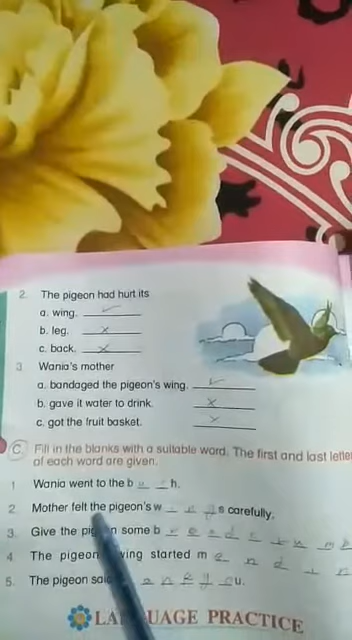 2. The pigeon had hurt its
a. wing. ✓
b. leg. ×
c. back. ×
3. Wania's mother
a. bandaged the pigeon's wing. ✓
b. gave it water to drink. ×
c. got the fruit basket. ×
C. Fill in the blanks with a suitable word. The first and last lette
of each word are given.
1 Wania went to the b _ _ h.
2. Mother felt the pigeon's w _ _ g s carefully.
3. Give the pi n some b r e a d c
4 The pigeon wing started m e n d i n
5. The pigeon sai a n k y o u.
LA UAGE PRACTICE